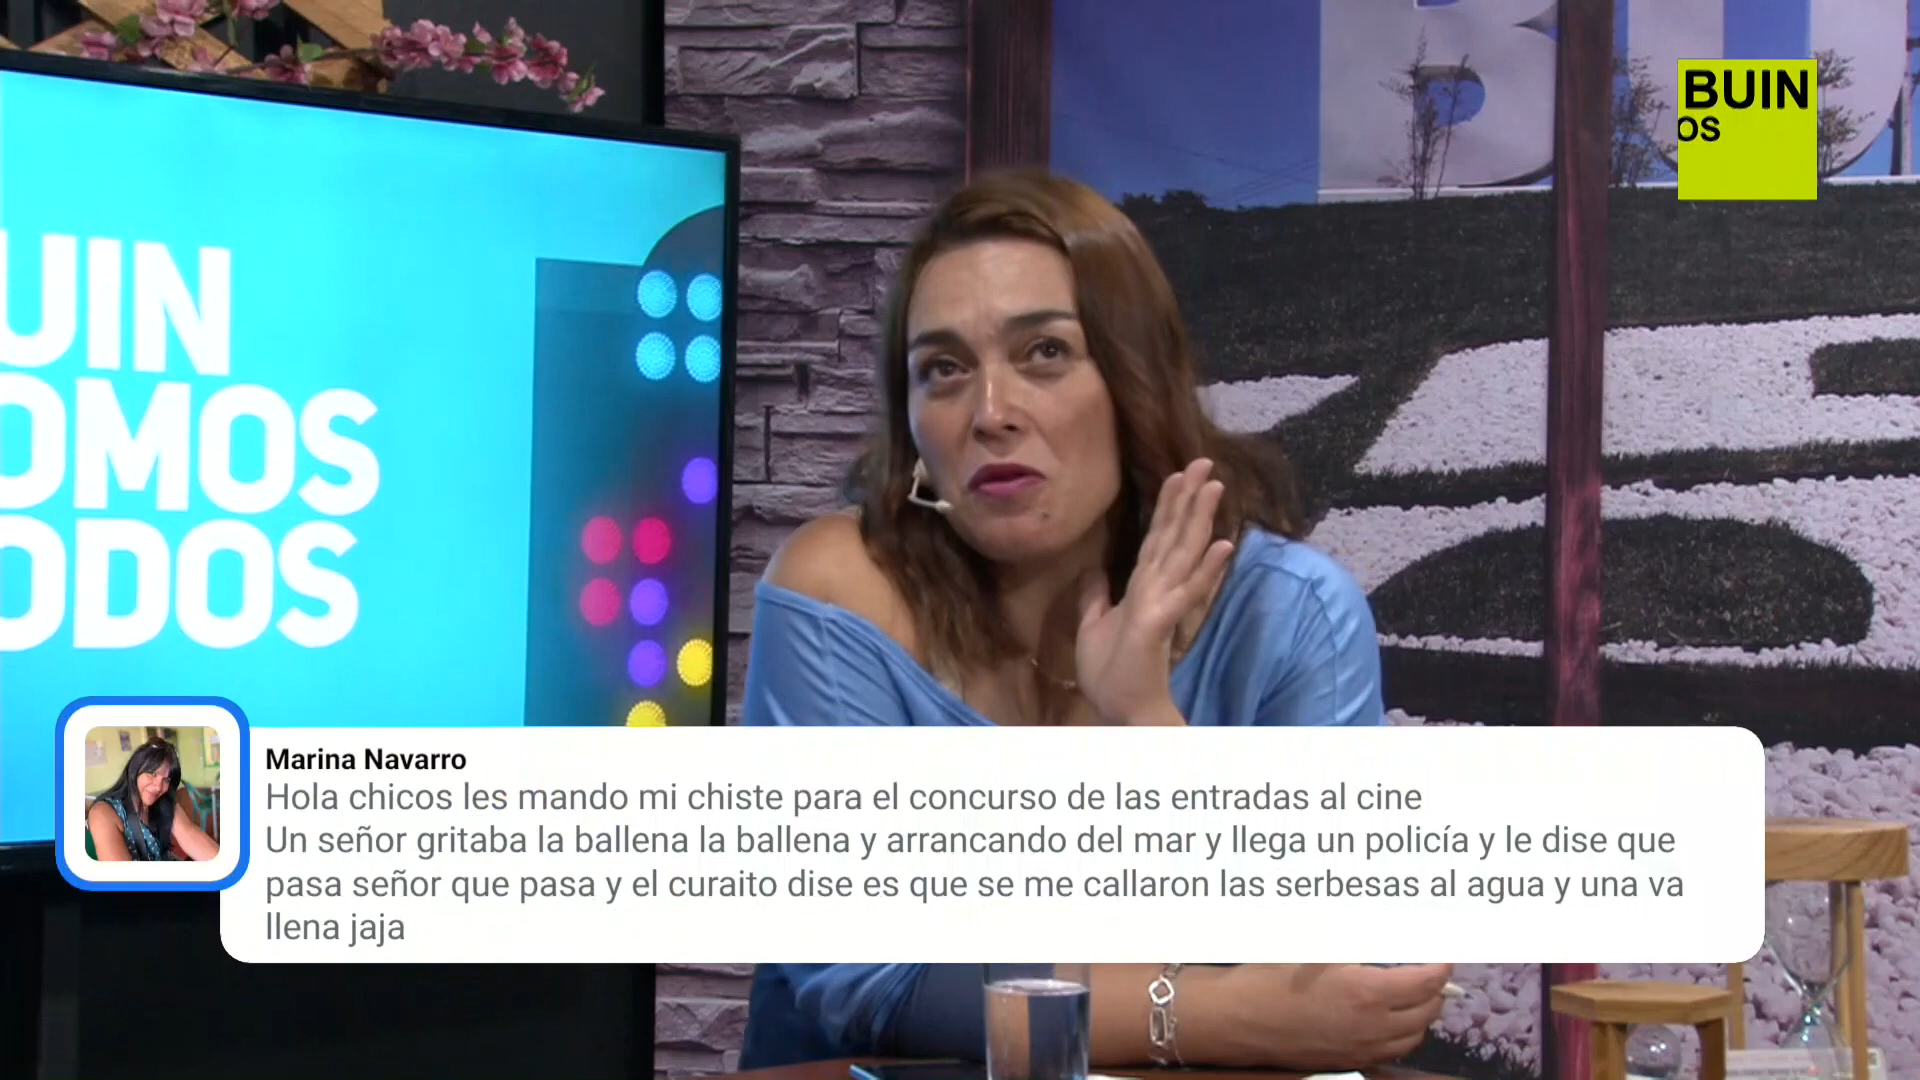 BUIN
OS
UIN
OMOS
ODOS
Marina Navarro
Hola chicos les mando mi chiste para el concurso de las entradas al cine
Un señor gritaba la ballena la ballena y arrancando del mar y llega un policía y le dise que
pasa señor que pasa y el curaito dise es que se me callaron las serbesas al agua y una va
llena jaja